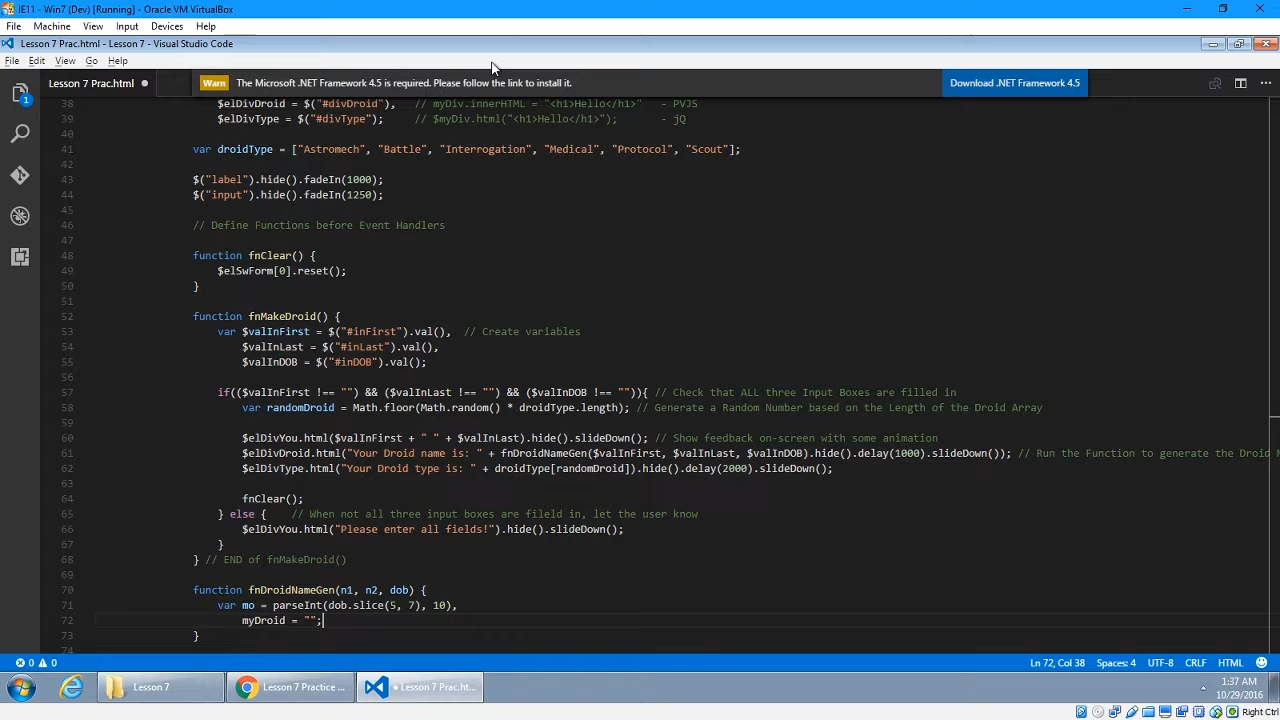 IE11 - Win7 (Dev) [Running] - Oracle VM VirtualBox
File Machine View Input Devices Help
Lesson 7 Prac.html - Lesson 7 - Visual Studio Code
File Edit View Go Help
Lesson 7 Prac.html
Warn The Microsoft .NET Framework 4.5 is required. Please follow the link to install it.
Download .NET Framework 4.5
1
38 $elDivDroid = $("#divDroid"), // myDiv.innerHTML = "<h1>Hello</h1>" - PVJS
39 $elDivType = $("#divType"); // $myDiv.html("<h1>Hello</h1>"); - jQ
40
41 var droidType = ["Astromech", "Battle", "Interrogation", "Medical", "Protocol", "Scout"];
42
43 $("label").hide().fadeIn(1000);
44 $("input").hide().fadeIn(1250);
45
46 // Define Functions before Event Handlers
47
48 function fnClear() {
49 $elSwForm[0].reset();
50 }
51
52 function fnMakeDroid() {
53 var $valInFirst = $("#inFirst").val(), // Create variables
54 $valInLast = $("#inLast").val(),
55 $valInDOB = $("#inDOB").val();
56
57 if(($valInFirst !== "") && ($valInLast !== "") && ($valInDOB !== "")){ // Check that ALL three Input Boxes are filled in
58 var randomDroid = Math.floor(Math.random() * droidType.length); // Generate a Random Number based on the Length of the Droid Array
59
60 $elDivYou.html($valInFirst + " " + $valInLast).hide().slideDown(); // Show feedback on-screen with some animation
61 $elDivDroid.html("Your Droid name is: " + fnDroidNameGen($valInFirst, $valInLast, $valInDOB).hide().delay(1000).slideDown()); // Run the Function to generate the Droid
62 $elDivType.html("Your Droid type is: " + droidType[randomDroid]).hide().delay(2000).slideDown();
63
64 fnClear();
65 } else { // When not all three input boxes are fileld in, let the user know
66 $elDivYou.html("Please enter all fields!").hide().slideDown();
67 }
68 } // END of fnMakeDroid()
69
70 function fnDroidNameGen(n1, n2, dob) {
71 var mo = parseInt(dob.slice(5, 7), 10),
72 myDroid = "";
73 }
74
0 0
Ln 72, Col 38 Spaces: 4 UTF-8 CRLF HTML
Lesson 7
Lesson 7 Practice ...
• Lesson 7 Prac.ht...
1:37 AM
10/29/2016
Right Ctrl